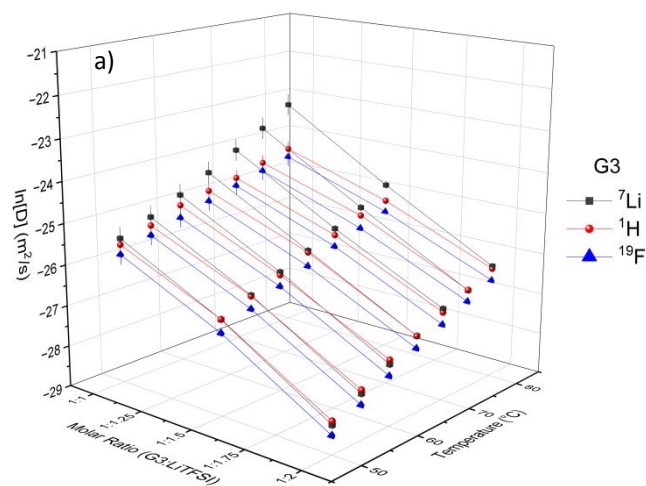 a)
−21
−22
−23
−24
−25
−26
−27
−28
−29
ln[D] (m²/s)
1:1
1:1.25
1:1.5
1:1.75
1:2
Molar Ratio (G3:LiTFSI)
50
60
70
80
Temperature (°C)
G3
⁷Li
¹H
¹⁹F